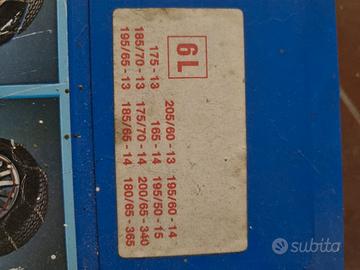 6L
175 - 13
185/70 - 13
195/65 - 13
205/60 - 13
165 - 14
175/70 - 14
185/65 - 14
195/60 - 14
195/50 - 15
200/65 - 340
180/65 - 365
subito